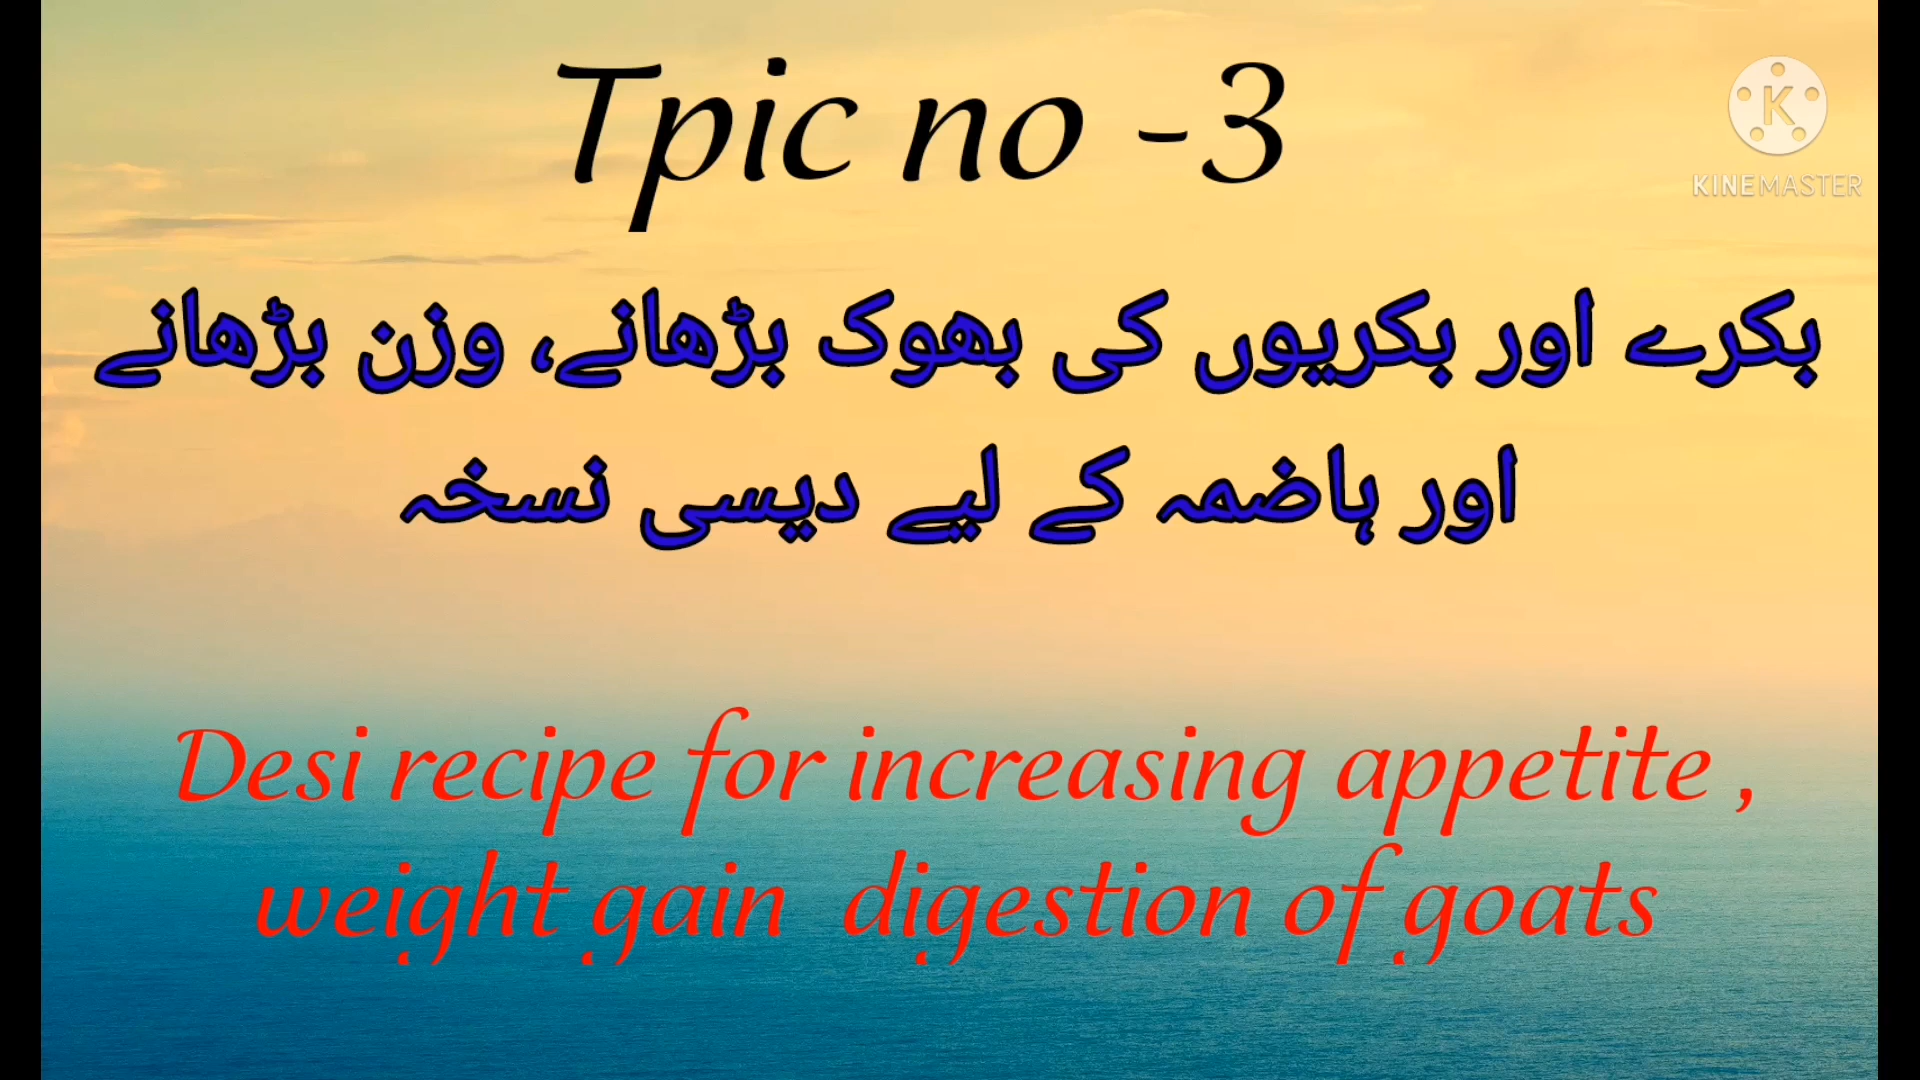 Tpic no -3
KINEMASTER
بکرے اور بکریوں کی بھوک بڑھانے، وزن بڑھانے
اور ہاضمہ کے لیے دیسی نسخہ
Desi recipe for increasing appetite ,
weight gain digestion of goats